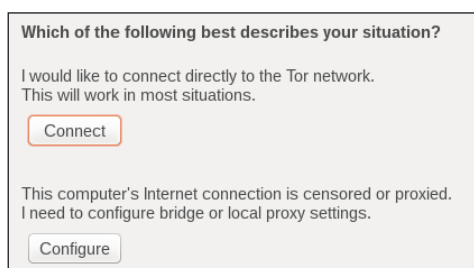 Which of the following best describes your situation?
I would like to connect directly to the Tor network.
This will work in most situations.
Connect
This computer's Internet connection is censored or proxied.
I need to configure bridge or local proxy settings.
Configure